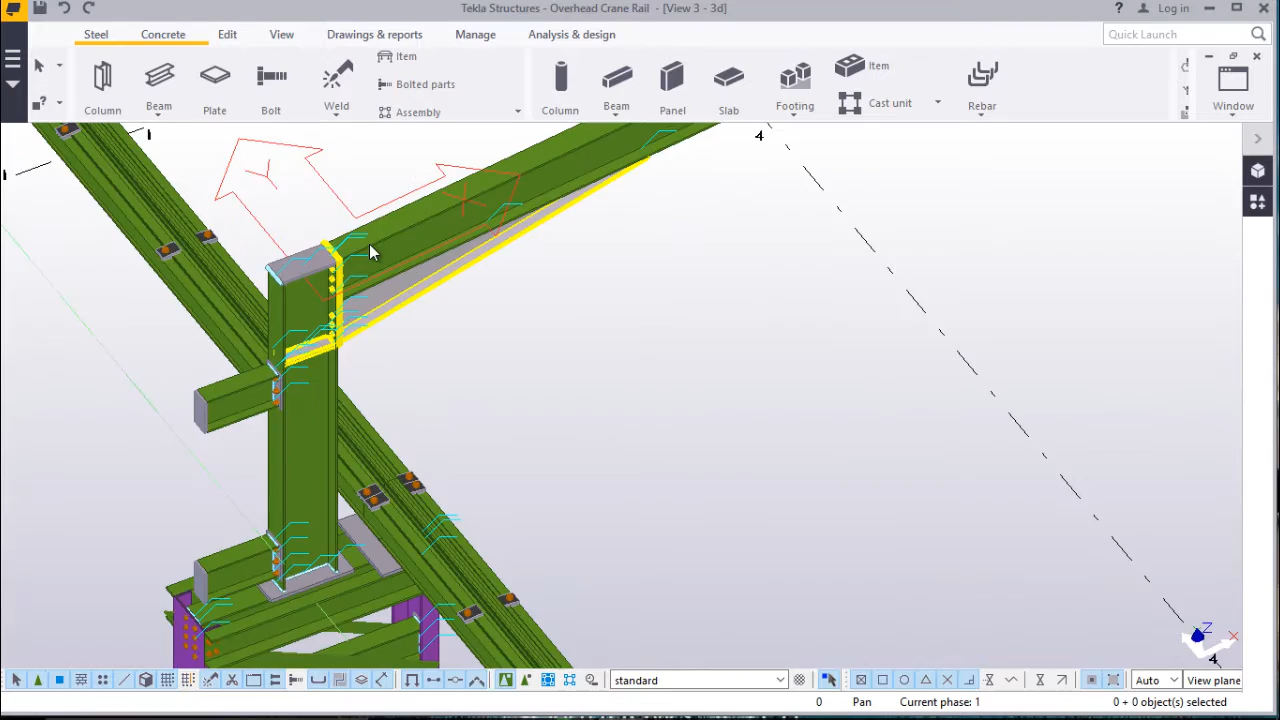 Tekla Structures - Overhead Crane Rail - [View 3 - 3d]
? Log in
Steel Concrete Edit View Drawings & reports Manage Analysis & design Quick Launch
Item
Bolted parts
Assembly
Column Beam Plate Bolt Weld
Column Beam Panel Slab Footing
Item
Cast unit
Rebar Window
4
Y
X
Z
4
standard Auto View plane
0 Pan Current phase: 1 0 + 0 object(s) selected